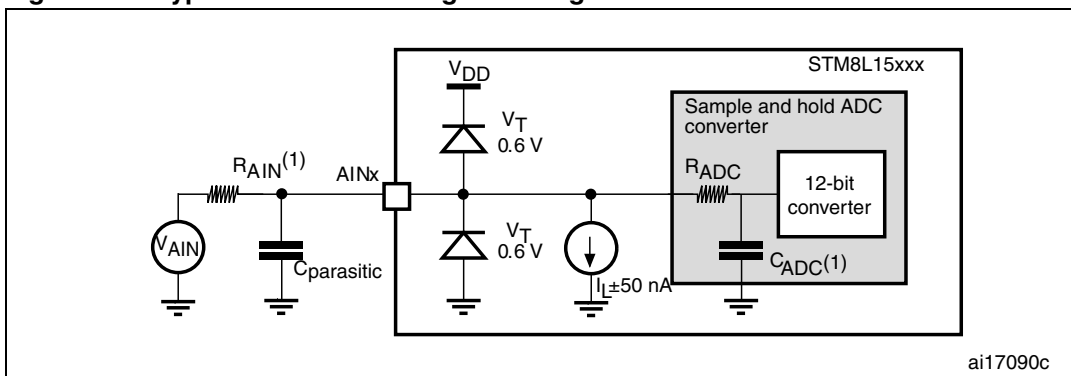 STM8L15xxx
VDD
Sample and hold ADC
converter
VT
0.6 V
RAIN(1)
AINx
RADC
12-bit
converter
VAIN
Cparasitic
VT
0.6 V
IL±50 nA
CADC(1)
ai17090c